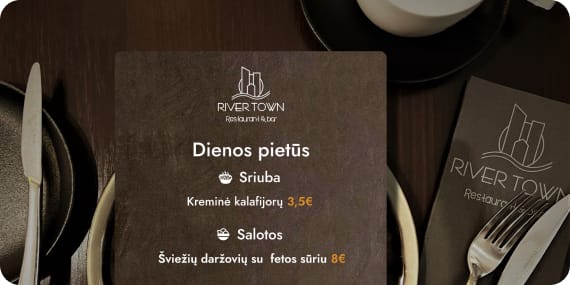 RIVER TOWN
Restaurant & bar
Dienos pietūs
Sriuba
Kreminė kalafijorų 3,5€
Salotos
Šviežių daržovių su fetos sūriu 8€
RIVER TOWN
Restaurant